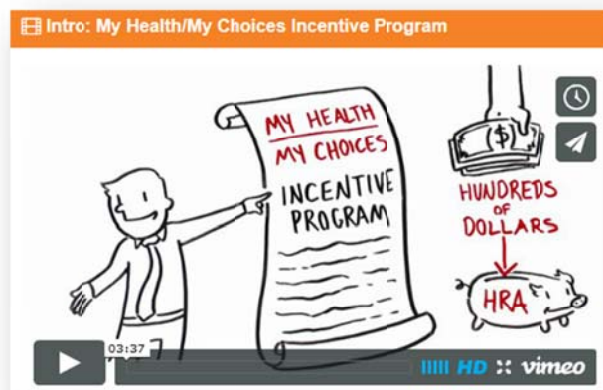 Intro: My Health/My Choices Incentive Program
MY HEALTH
MY CHOICES
INCENTIVE
PROGRAM
$
HUNDREDS
OF
DOLLARS
HRA
03:37
HD vimeo